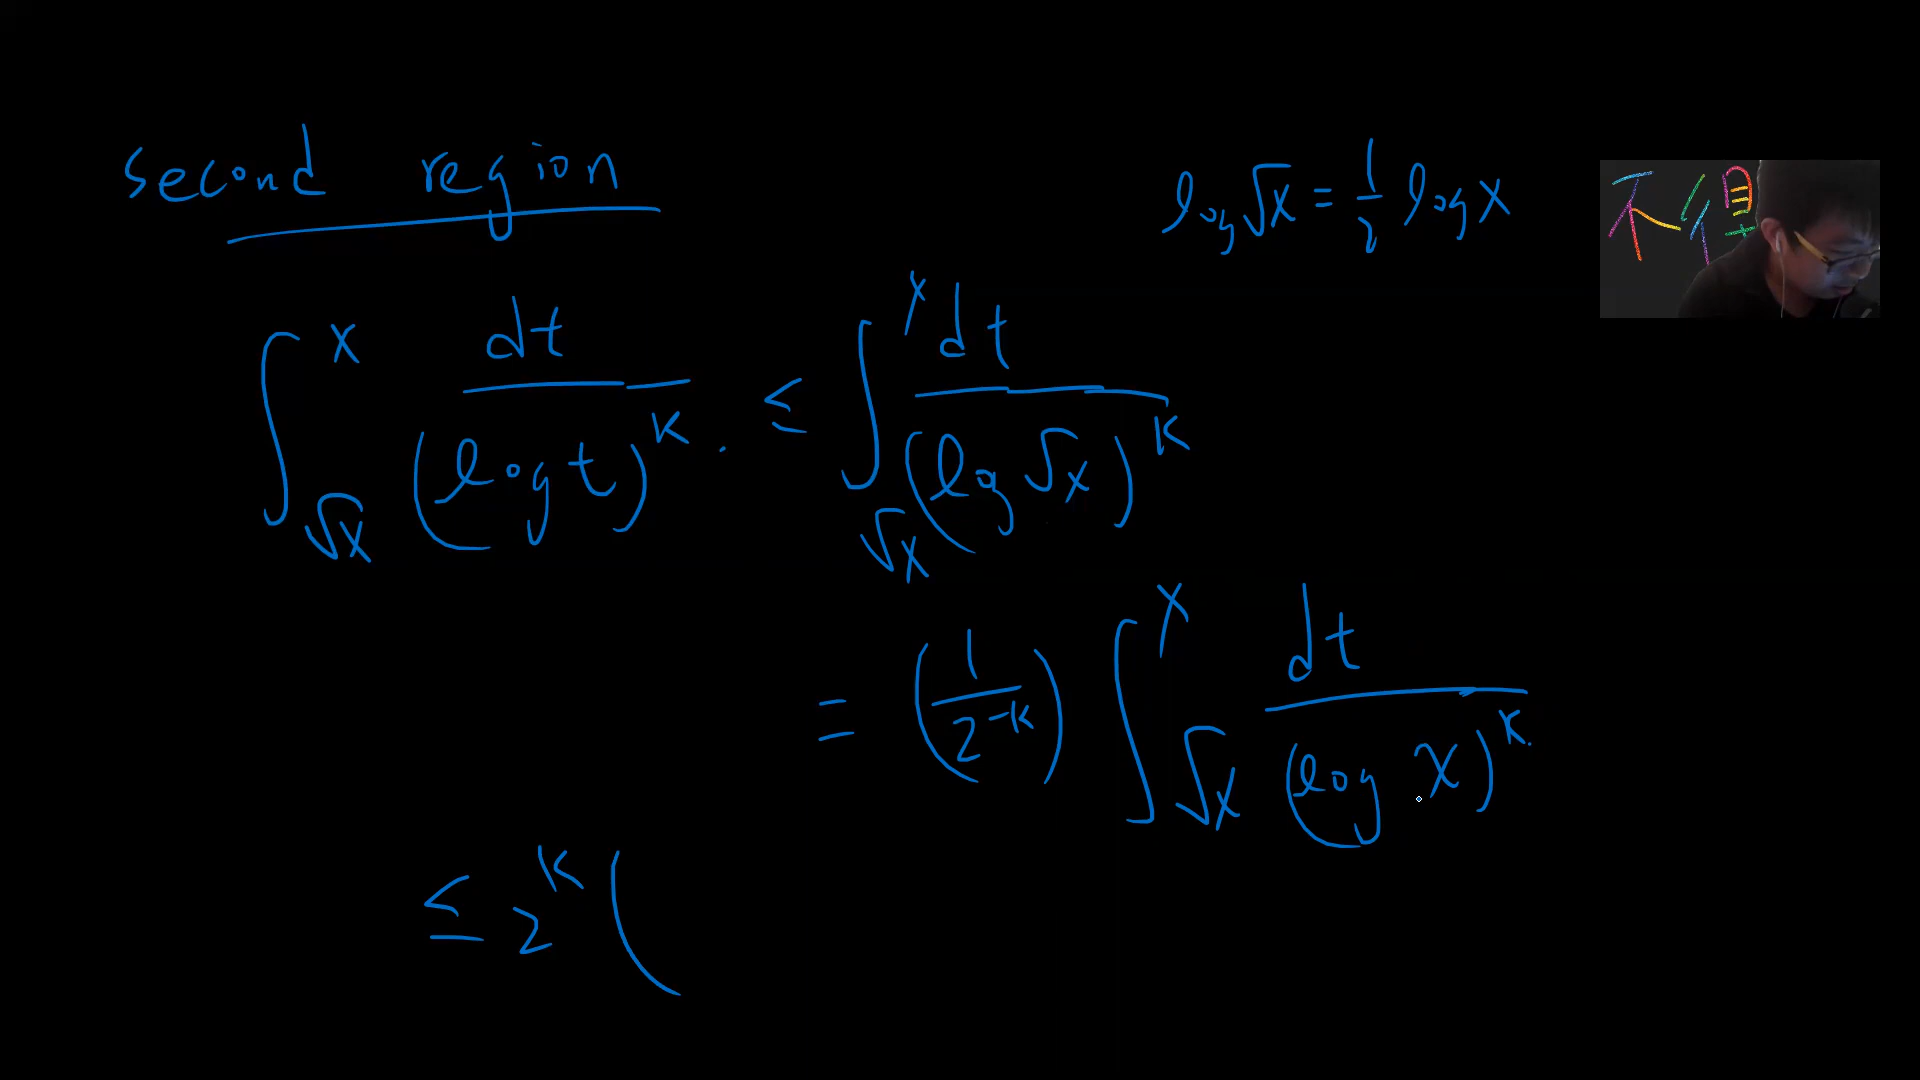 second region
log √x = 1/2 log x
∫_{√x}^{x} dt/(log t)^k . ≤ ∫_{√x}^{x} dt/(log √x)^k
= (1/2^{-k}) ∫_{√x}^{x} dt/(log x)^k.
≤ 2^k (
不得